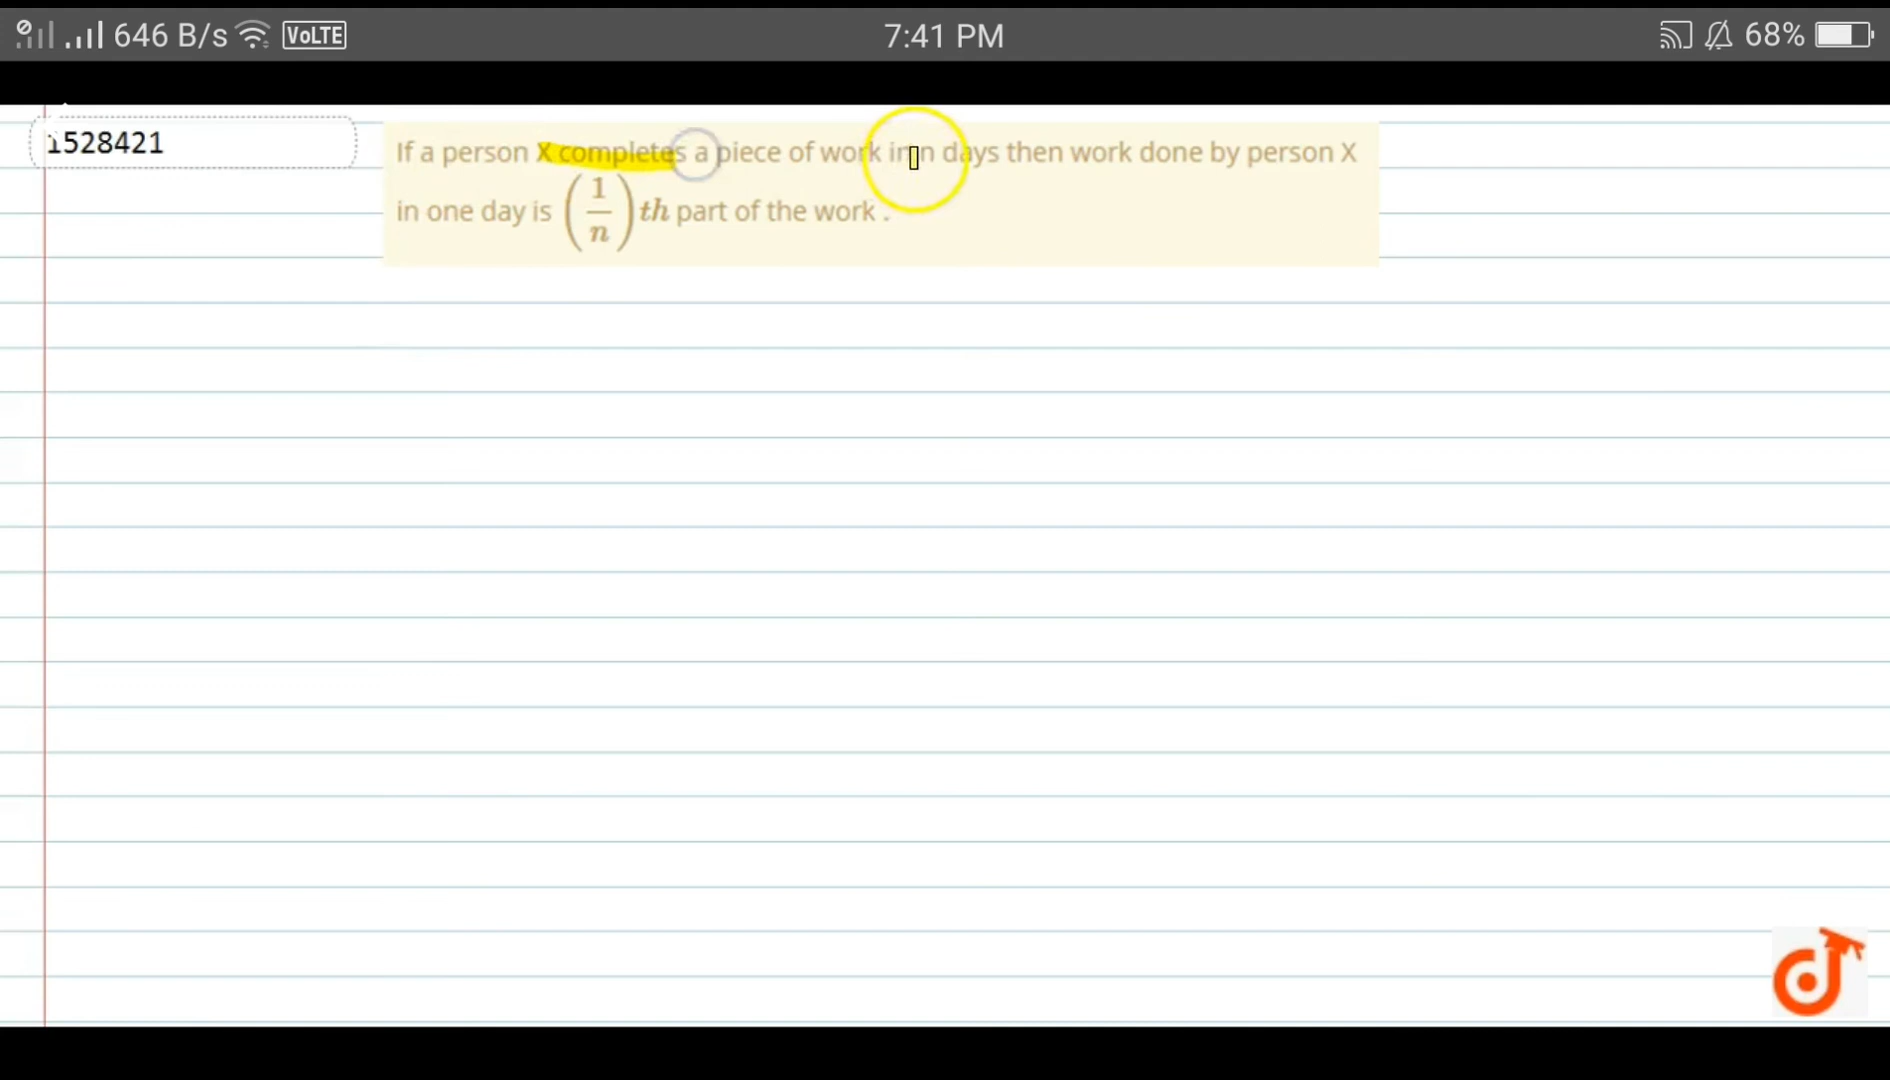 646 B/s VoLTE 7:41 PM 68%
1528421
If a person X completes a piece of work in n days then work done by person X
in one day is (1/n) th part of the work .